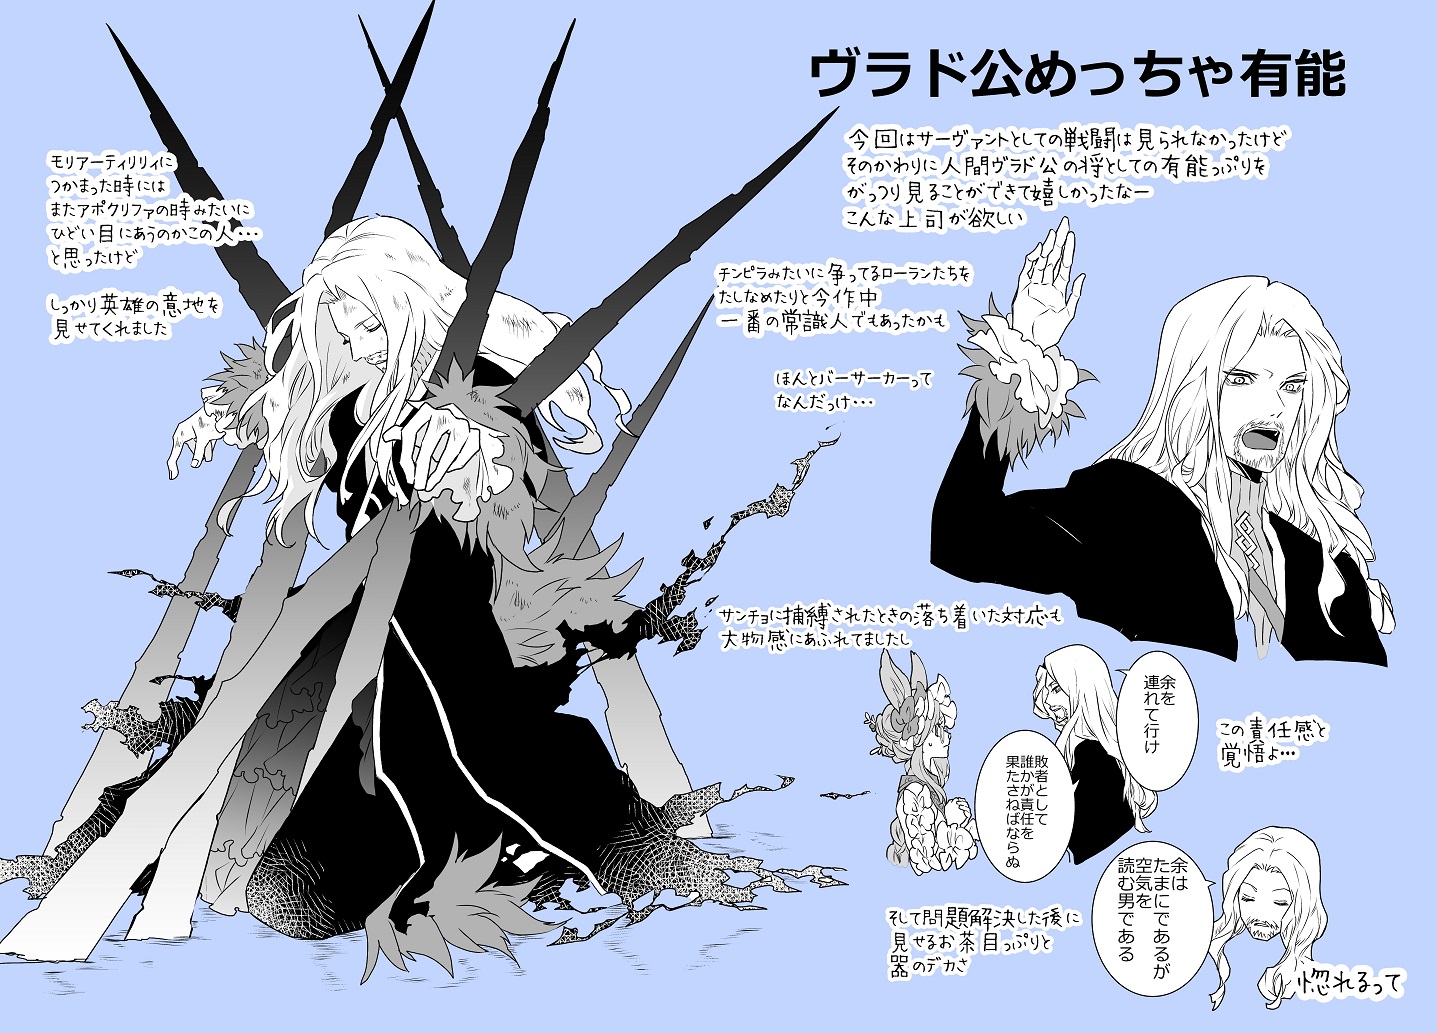 ヴラド公めっちゃ有能
今回はサーヴァントとしての戦闘は見られなかったけど
そのかわりに人間ヴラド公の将としての有能っぷりを
がっつり見ることができて嬉しかったなー
こんな上司が欲しい
モリアーティリリィに
つかまった時には
またアポクリファの時みたいに
ひどい目にあうのかこの人・・・
と思ったけど
しっかり英雄の意地を
見せてくれました
チンピラみたいに争ってるローランたちを
たしなめたりと今作中
一番の常識人でもあったかも
ほんとバーサーカーって
なんだっけ・・・
サンチョに捕縛されたときの落ち着いた対応も
大物感にあふれてましたし
余を
連れて行け
敗者として
誰かが責任を
果たさねばならぬ
この責任感と
覚悟よ・・・
そして問題解決した後に
見せるお茶目っぷりと
器のデカさ
余は
たまにであるが
空気を
読む男である
惚れるって